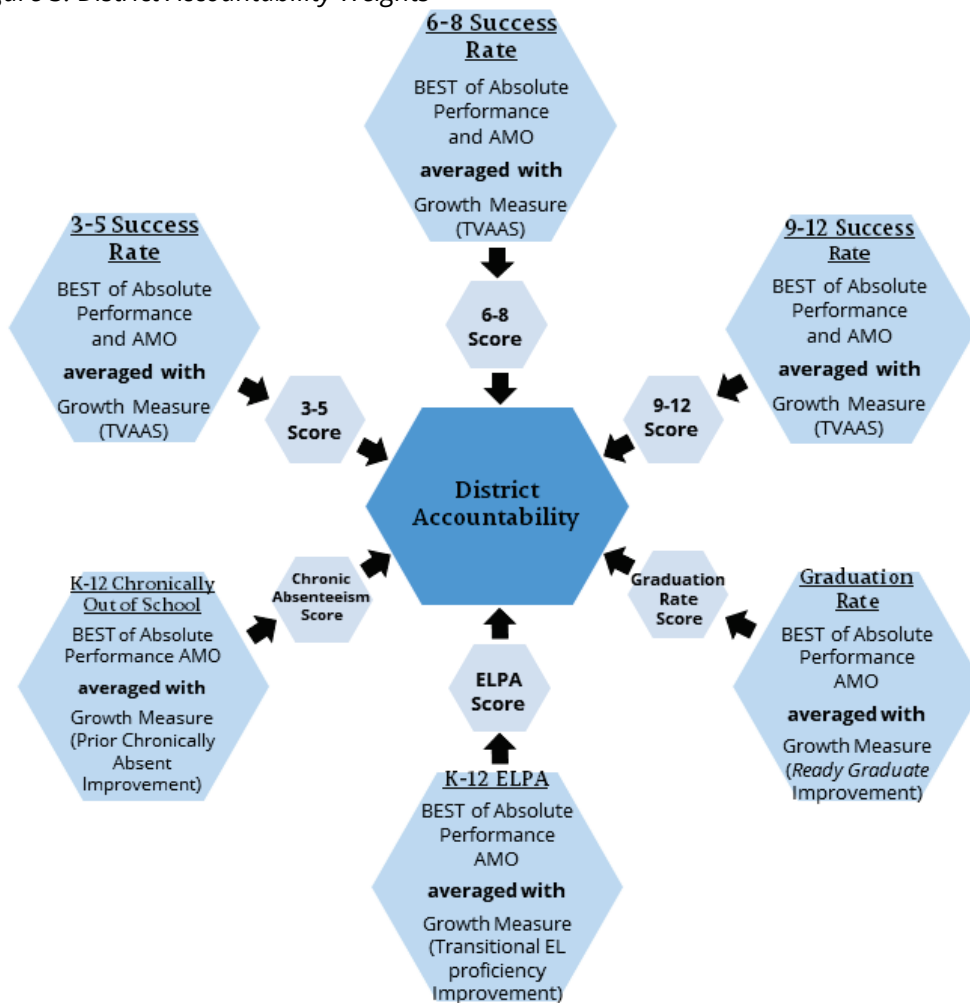 District Accountability Weights
6-8 Success
Rate
BEST of Absolute
Performance
and AMO
averaged with
Growth Measure
(TVAAS)
3-5 Success
Rate
BEST of Absolute
Performance
and AMO
averaged with
Growth Measure
(TVAAS)
9-12 Success
Rate
BEST of Absolute
Performance
and AMO
averaged with
Growth Measure
(TVAAS)
6-8
Score
3-5
Score
9-12
Score
District
Accountability
Chronic
Absenteeism
Score
Graduation
Rate
Score
ELPA
Score
K-12 Chronically
Out of School
BEST of Absolute
Performance AMO
averaged with
Growth Measure
(Prior Chronically
Absent
Improvement)
Graduation
Rate
BEST of Absolute
Performance
AMO
averaged with
Growth Measure
(Ready Graduate
Improvement)
K-12 ELPA
BEST of Absolute
Performance
AMO
averaged with
Growth Measure
(Transitional EL
proficiency
Improvement)